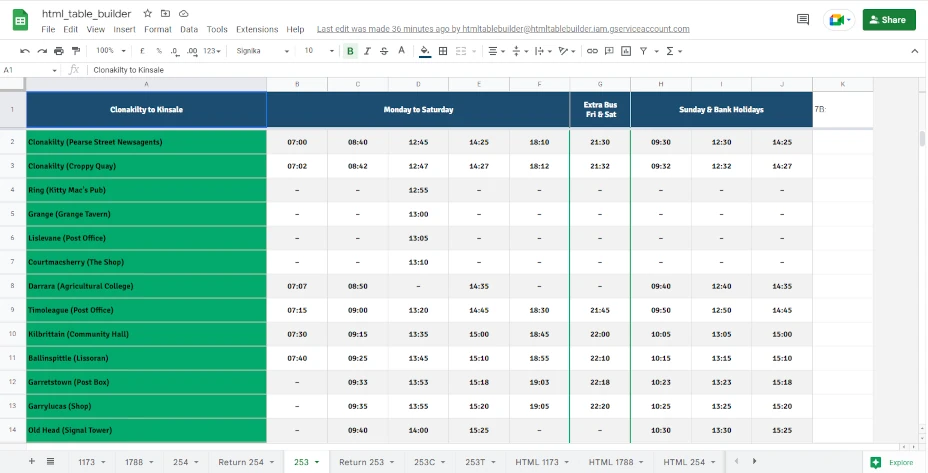 html_table_builder
File Edit View Insert Format Data Tools Extensions Help Last edit was made 36 minutes ago by htmltablebuilder@htmltablebuilder.iam.gserviceaccount.com
Share
100% £ % .0 .00 123 Signika 10 B I S A
A1 fx Clonakilty to Kinsale
A B C D E F G H I J K
1 Clonakilty to Kinsale Monday to Saturday Extra Bus Fri & Sat Sunday & Bank Holidays 7B:
2 Clonakilty (Pearse Street Newsagents) 07:00 08:40 12:45 14:25 18:10 21:30 09:30 12:30 14:25
3 Clonakilty (Croppy Quay) 07:02 08:42 12:47 14:27 18:12 21:32 09:32 12:32 14:27
4 Ring (Kitty Mac's Pub) – – 12:55 – – – – – –
5 Grange (Grange Tavern) – – 13:00 – – – – – –
6 Lislevane (Post Office) – – 13:05 – – – – – –
7 Courtmacsherry (The Shop) – – 13:10 – – – – – –
8 Darrara (Agricultural College) 07:07 08:50 – 14:35 – – 09:40 12:40 14:35
9 Timoleague (Post Office) 07:15 09:00 13:20 14:45 18:30 21:45 09:50 12:50 14:45
10 Kilbrittain (Community Hall) 07:30 09:15 13:35 15:00 18:45 22:00 10:05 13:05 15:00
11 Ballinspittle (Lissoran) 07:40 09:25 13:45 15:10 18:55 22:10 10:15 13:15 15:10
12 Garretstown (Post Box) – 09:33 13:53 15:18 19:03 22:18 10:23 13:23 15:18
13 Garrylucas (Shop) – 09:35 13:55 15:20 19:05 22:20 10:25 13:25 15:20
14 Old Head (Signal Tower) – 09:40 14:00 15:25 – – 10:30 13:30 15:25
1173 1788 254 Return 254 253 Return 253 253C 253T HTML 1173 HTML 1788 HTML 254 Explore